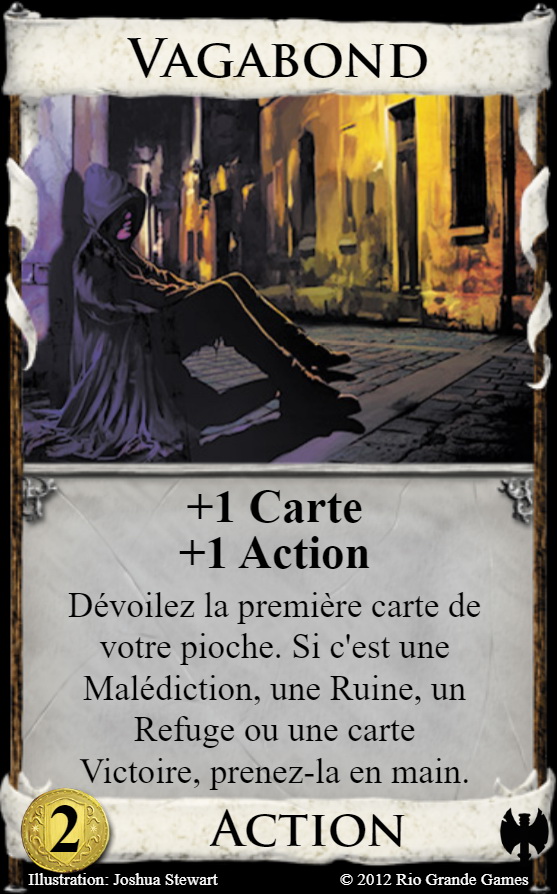 VAGABOND
+1 Carte
+1 Action
Dévoilez la première carte de
votre pioche. Si c'est une
Malédiction, une Ruine, un
Refuge ou une carte
Victoire, prenez-la en main.
2
ACTION
Illustration: Joshua Stewart
© 2012 Rio Grande Games